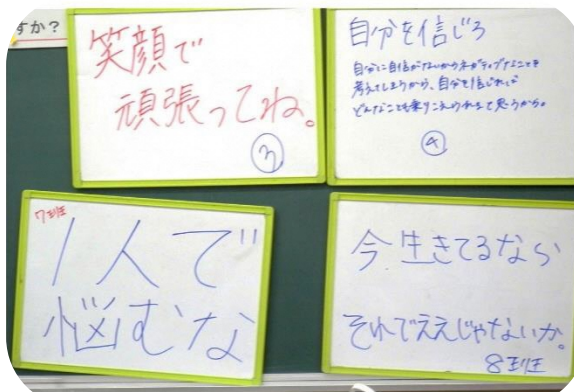 すか?
笑顔で
頑張ってね。
③
自分を信じろ
自分に自信がないからネガティブなことを
考えてしまうから、自分を信じれば
どんなことも乗りこえられると思うから。
④
7班
1人で
悩むな
今生きてるなら
それでええじゃないか。
8班